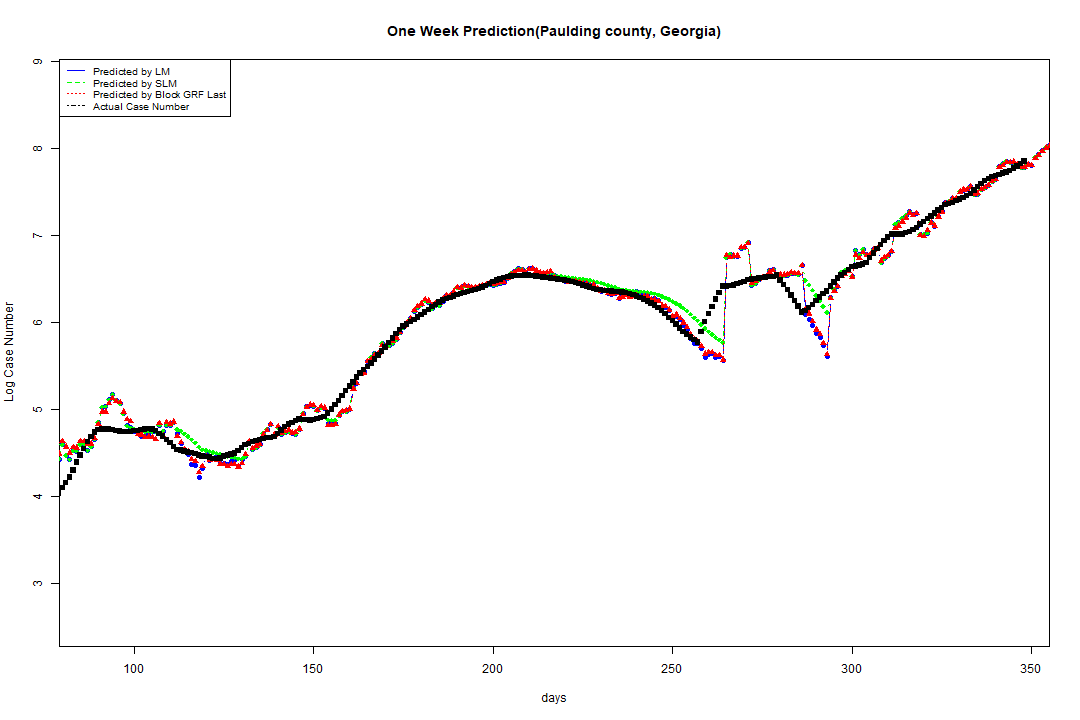 One Week Prediction(Paulding county, Georgia)
Predicted by LM
Predicted by SLM
Predicted by Block GRF Last
Actual Case Number
Log Case Number
9
8
7
6
5
4
3
100 150 200 250 300 350
days